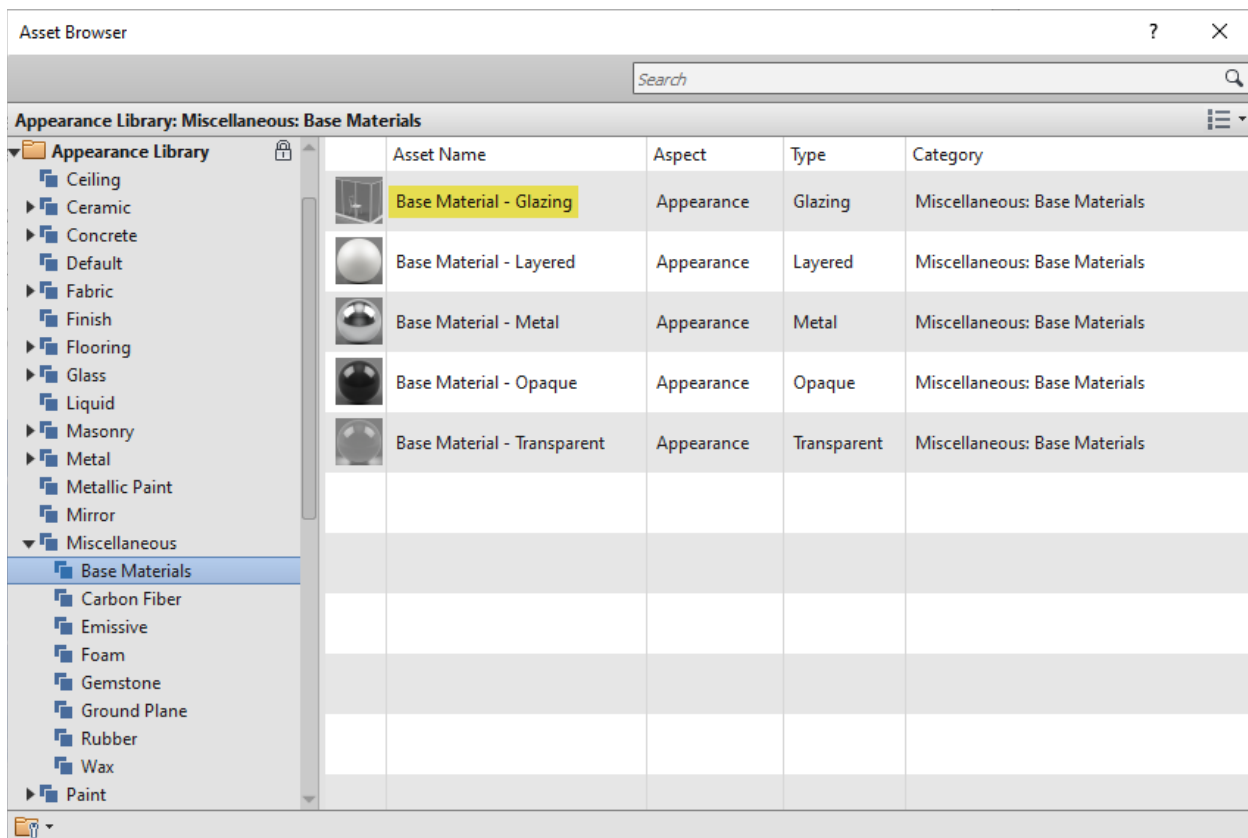 Asset Browser
?
Search
Appearance Library: Miscellaneous: Base Materials
Appearance Library
Ceiling
Ceramic
Concrete
Default
Fabric
Finish
Flooring
Glass
Liquid
Masonry
Metal
Metallic Paint
Mirror
Miscellaneous
Base Materials
Carbon Fiber
Emissive
Foam
Gemstone
Ground Plane
Rubber
Wax
Paint
Asset Name Aspect Type Category
Base Material - Glazing Appearance Glazing Miscellaneous: Base Materials
Base Material - Layered Appearance Layered Miscellaneous: Base Materials
Base Material - Metal Appearance Metal Miscellaneous: Base Materials
Base Material - Opaque Appearance Opaque Miscellaneous: Base Materials
Base Material - Transparent Appearance Transparent Miscellaneous: Base Materials